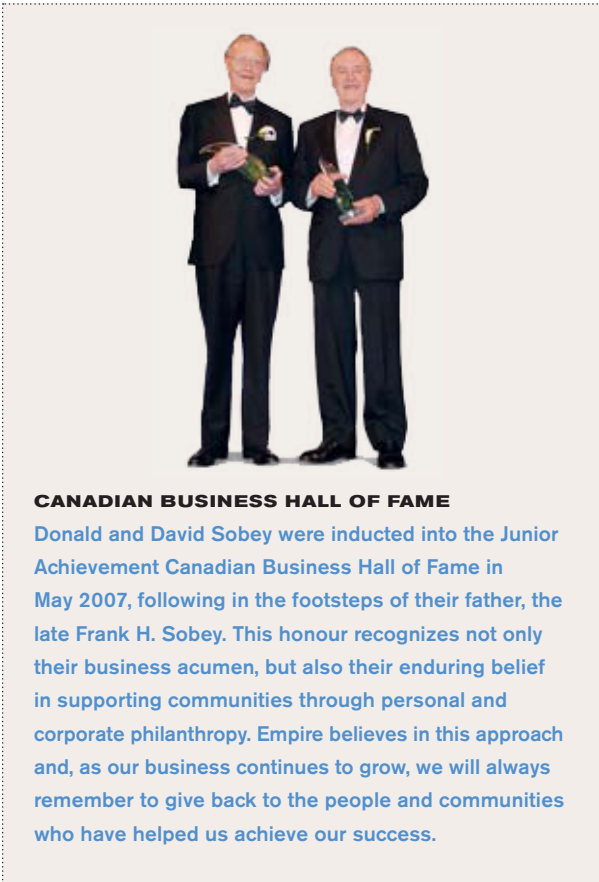 CANADIAN BUSINESS HALL OF FAME
Donald and David Sobey were inducted into the Junior
Achievement Canadian Business Hall of Fame in
May 2007, following in the footsteps of their father, the
late Frank H. Sobey. This honour recognizes not only
their business acumen, but also their enduring belief
in supporting communities through personal and
corporate philanthropy. Empire believes in this approach
and, as our business continues to grow, we will always
remember to give back to the people and communities
who have helped us achieve our success.